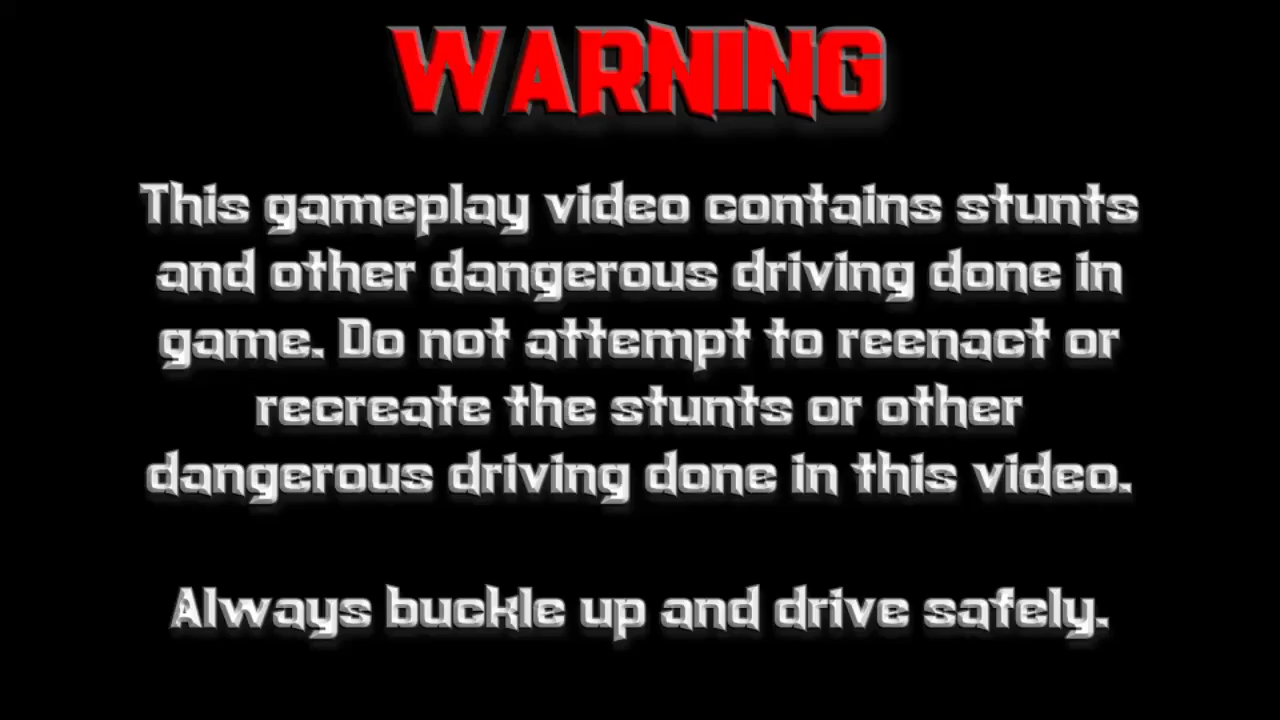 WARNING
This gameplay video contains stunts
and other dangerous driving done in
game. Do not attempt to reenact or
recreate the stunts or other
dangerous driving done in this video.
Always buckle up and drive safely.